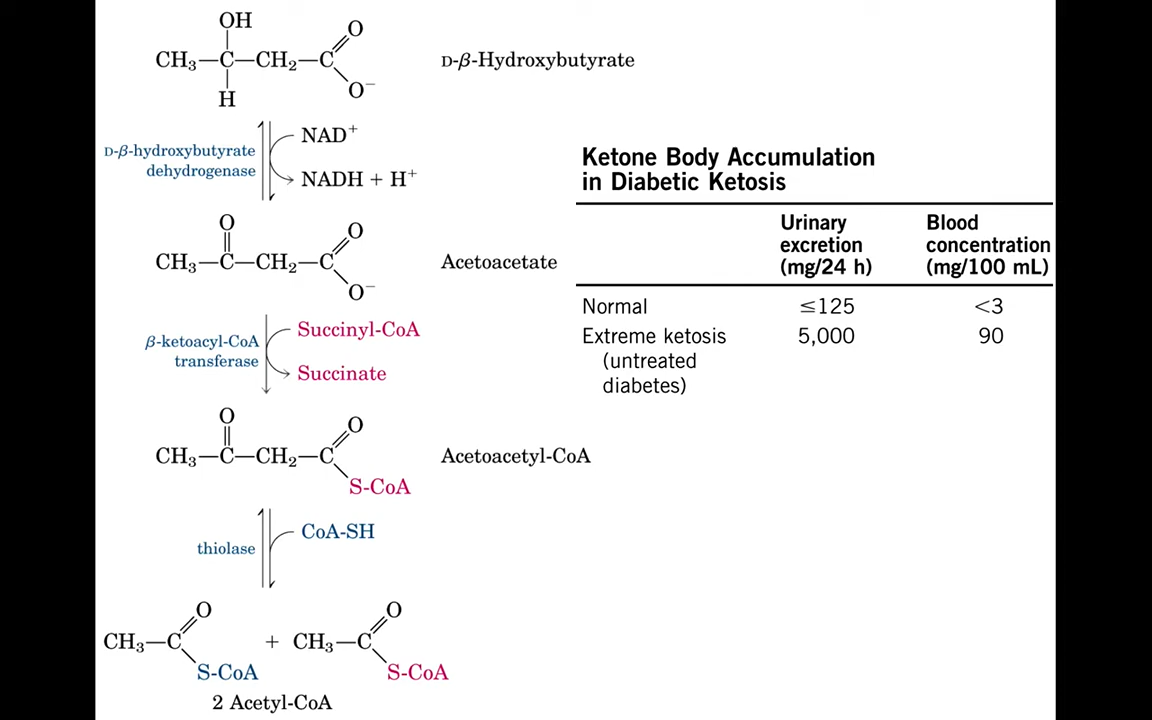 OH
O
CH₃—C—CH₂—C
D-β-Hydroxybutyrate
O⁻
H
NAD⁺
D-β-hydroxybutyrate
dehydrogenase
NADH + H⁺
O
O
CH₃—C—CH₂—C
Acetoacetate
O⁻
Succinyl-CoA
β-ketoacyl-CoA
transferase
Succinate
O
O
CH₃—C—CH₂—C
Acetoacetyl-CoA
S-CoA
CoA-SH
thiolase
O
O
CH₃—C + CH₃—C
S-CoA
S-CoA
2 Acetyl-CoA
Ketone Body Accumulation
in Diabetic Ketosis
Urinary
excretion
(mg/24 h)
Blood
concentration
(mg/100 mL)
Normal ≤125 <3
Extreme ketosis 5,000 90
(untreated
diabetes)